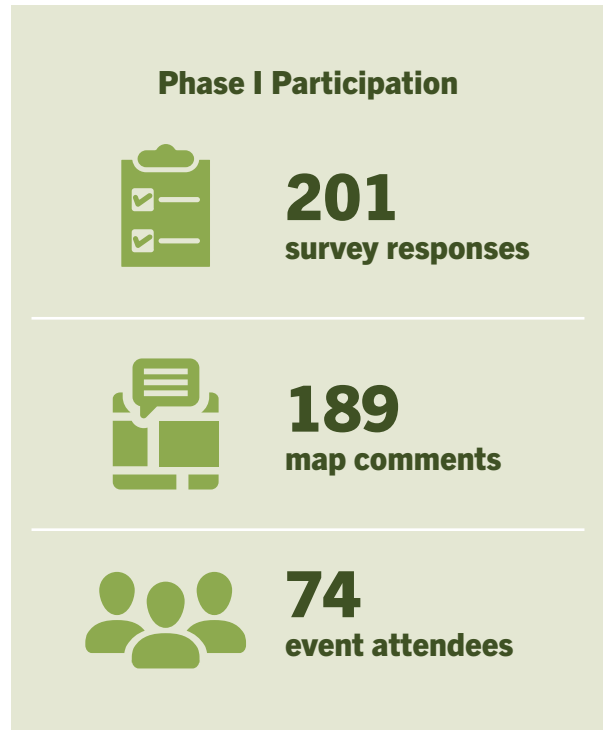 Phase I Participation
201
survey responses
189
map comments
74
event attendees